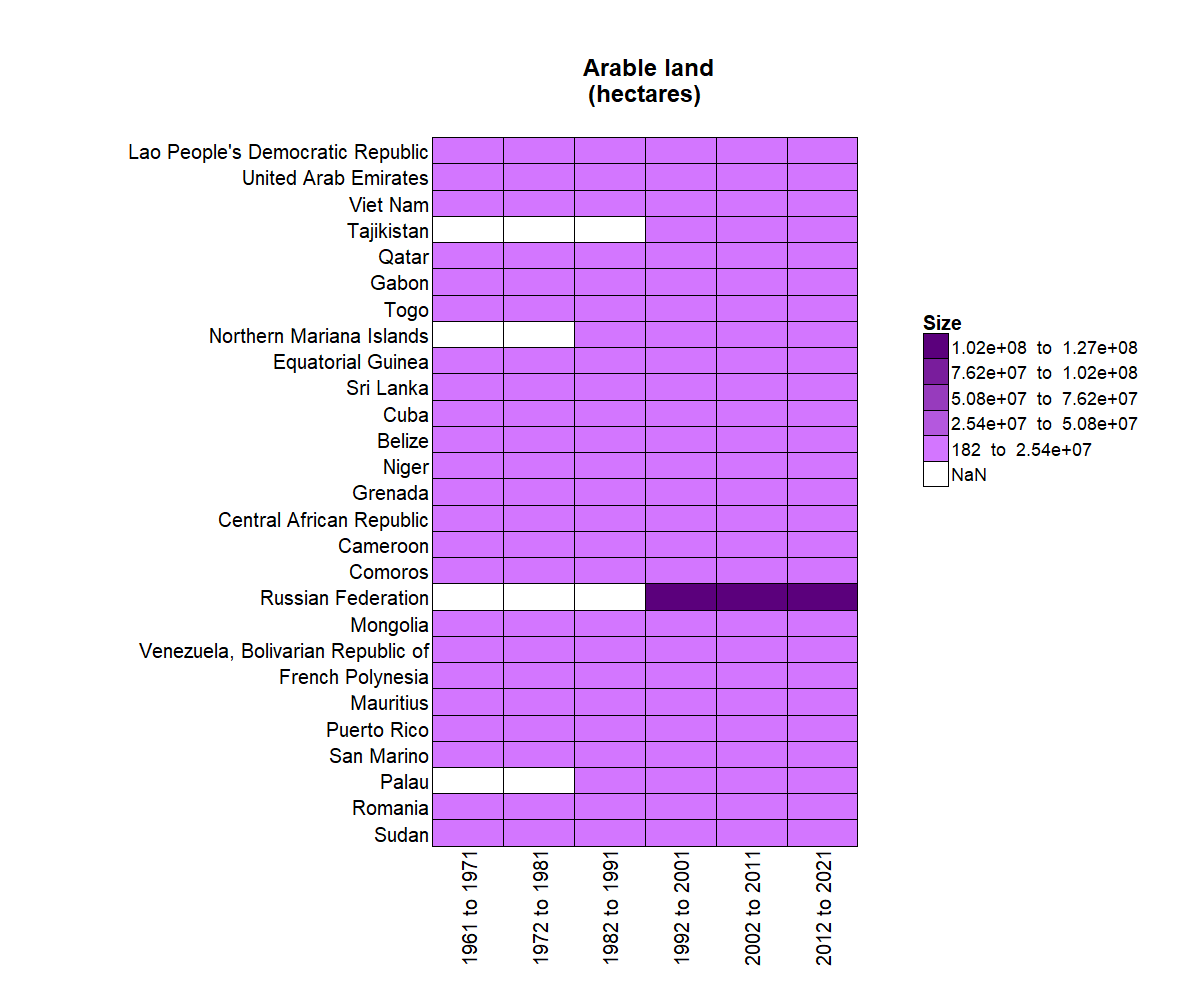 Arable land
(hectares)
Lao People's Democratic Republic
United Arab Emirates
Viet Nam
Tajikistan
Qatar
Gabon
Togo
Northern Mariana Islands
Equatorial Guinea
Sri Lanka
Cuba
Belize
Niger
Grenada
Central African Republic
Cameroon
Comoros
Russian Federation
Mongolia
Venezuela, Bolivarian Republic of
French Polynesia
Mauritius
Puerto Rico
San Marino
Palau
Romania
Sudan
1961 to 1971
1972 to 1981
1982 to 1991
1992 to 2001
2002 to 2011
2012 to 2021
Size
1.02e+08 to 1.27e+08
7.62e+07 to 1.02e+08
5.08e+07 to 7.62e+07
2.54e+07 to 5.08e+07
182 to 2.54e+07
NaN